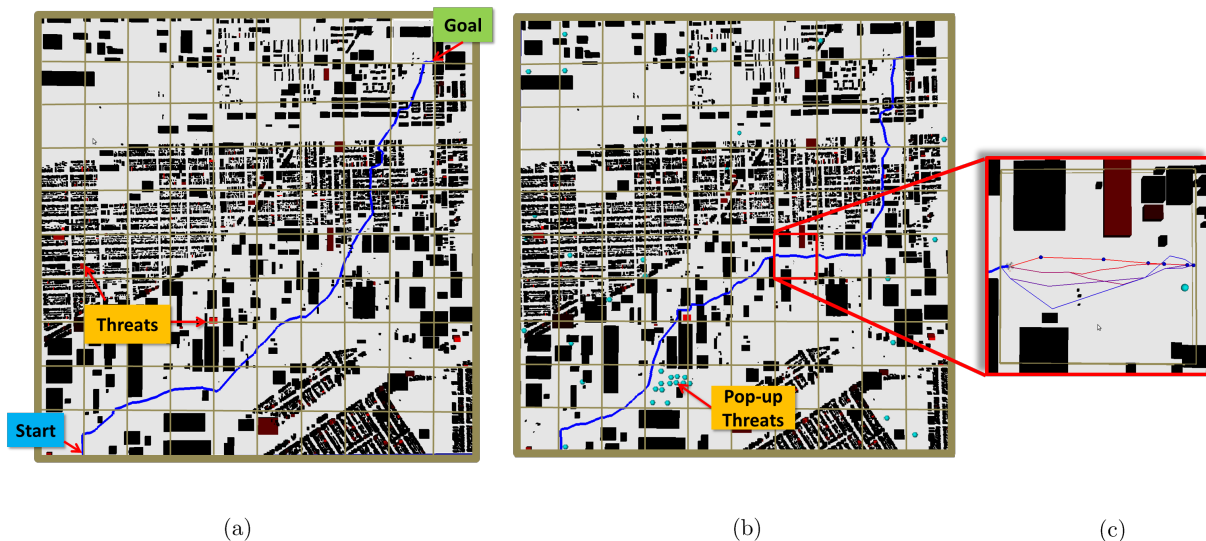 Goal
Threats
Start
Pop-up
Threats
(a)
(b)
(c)